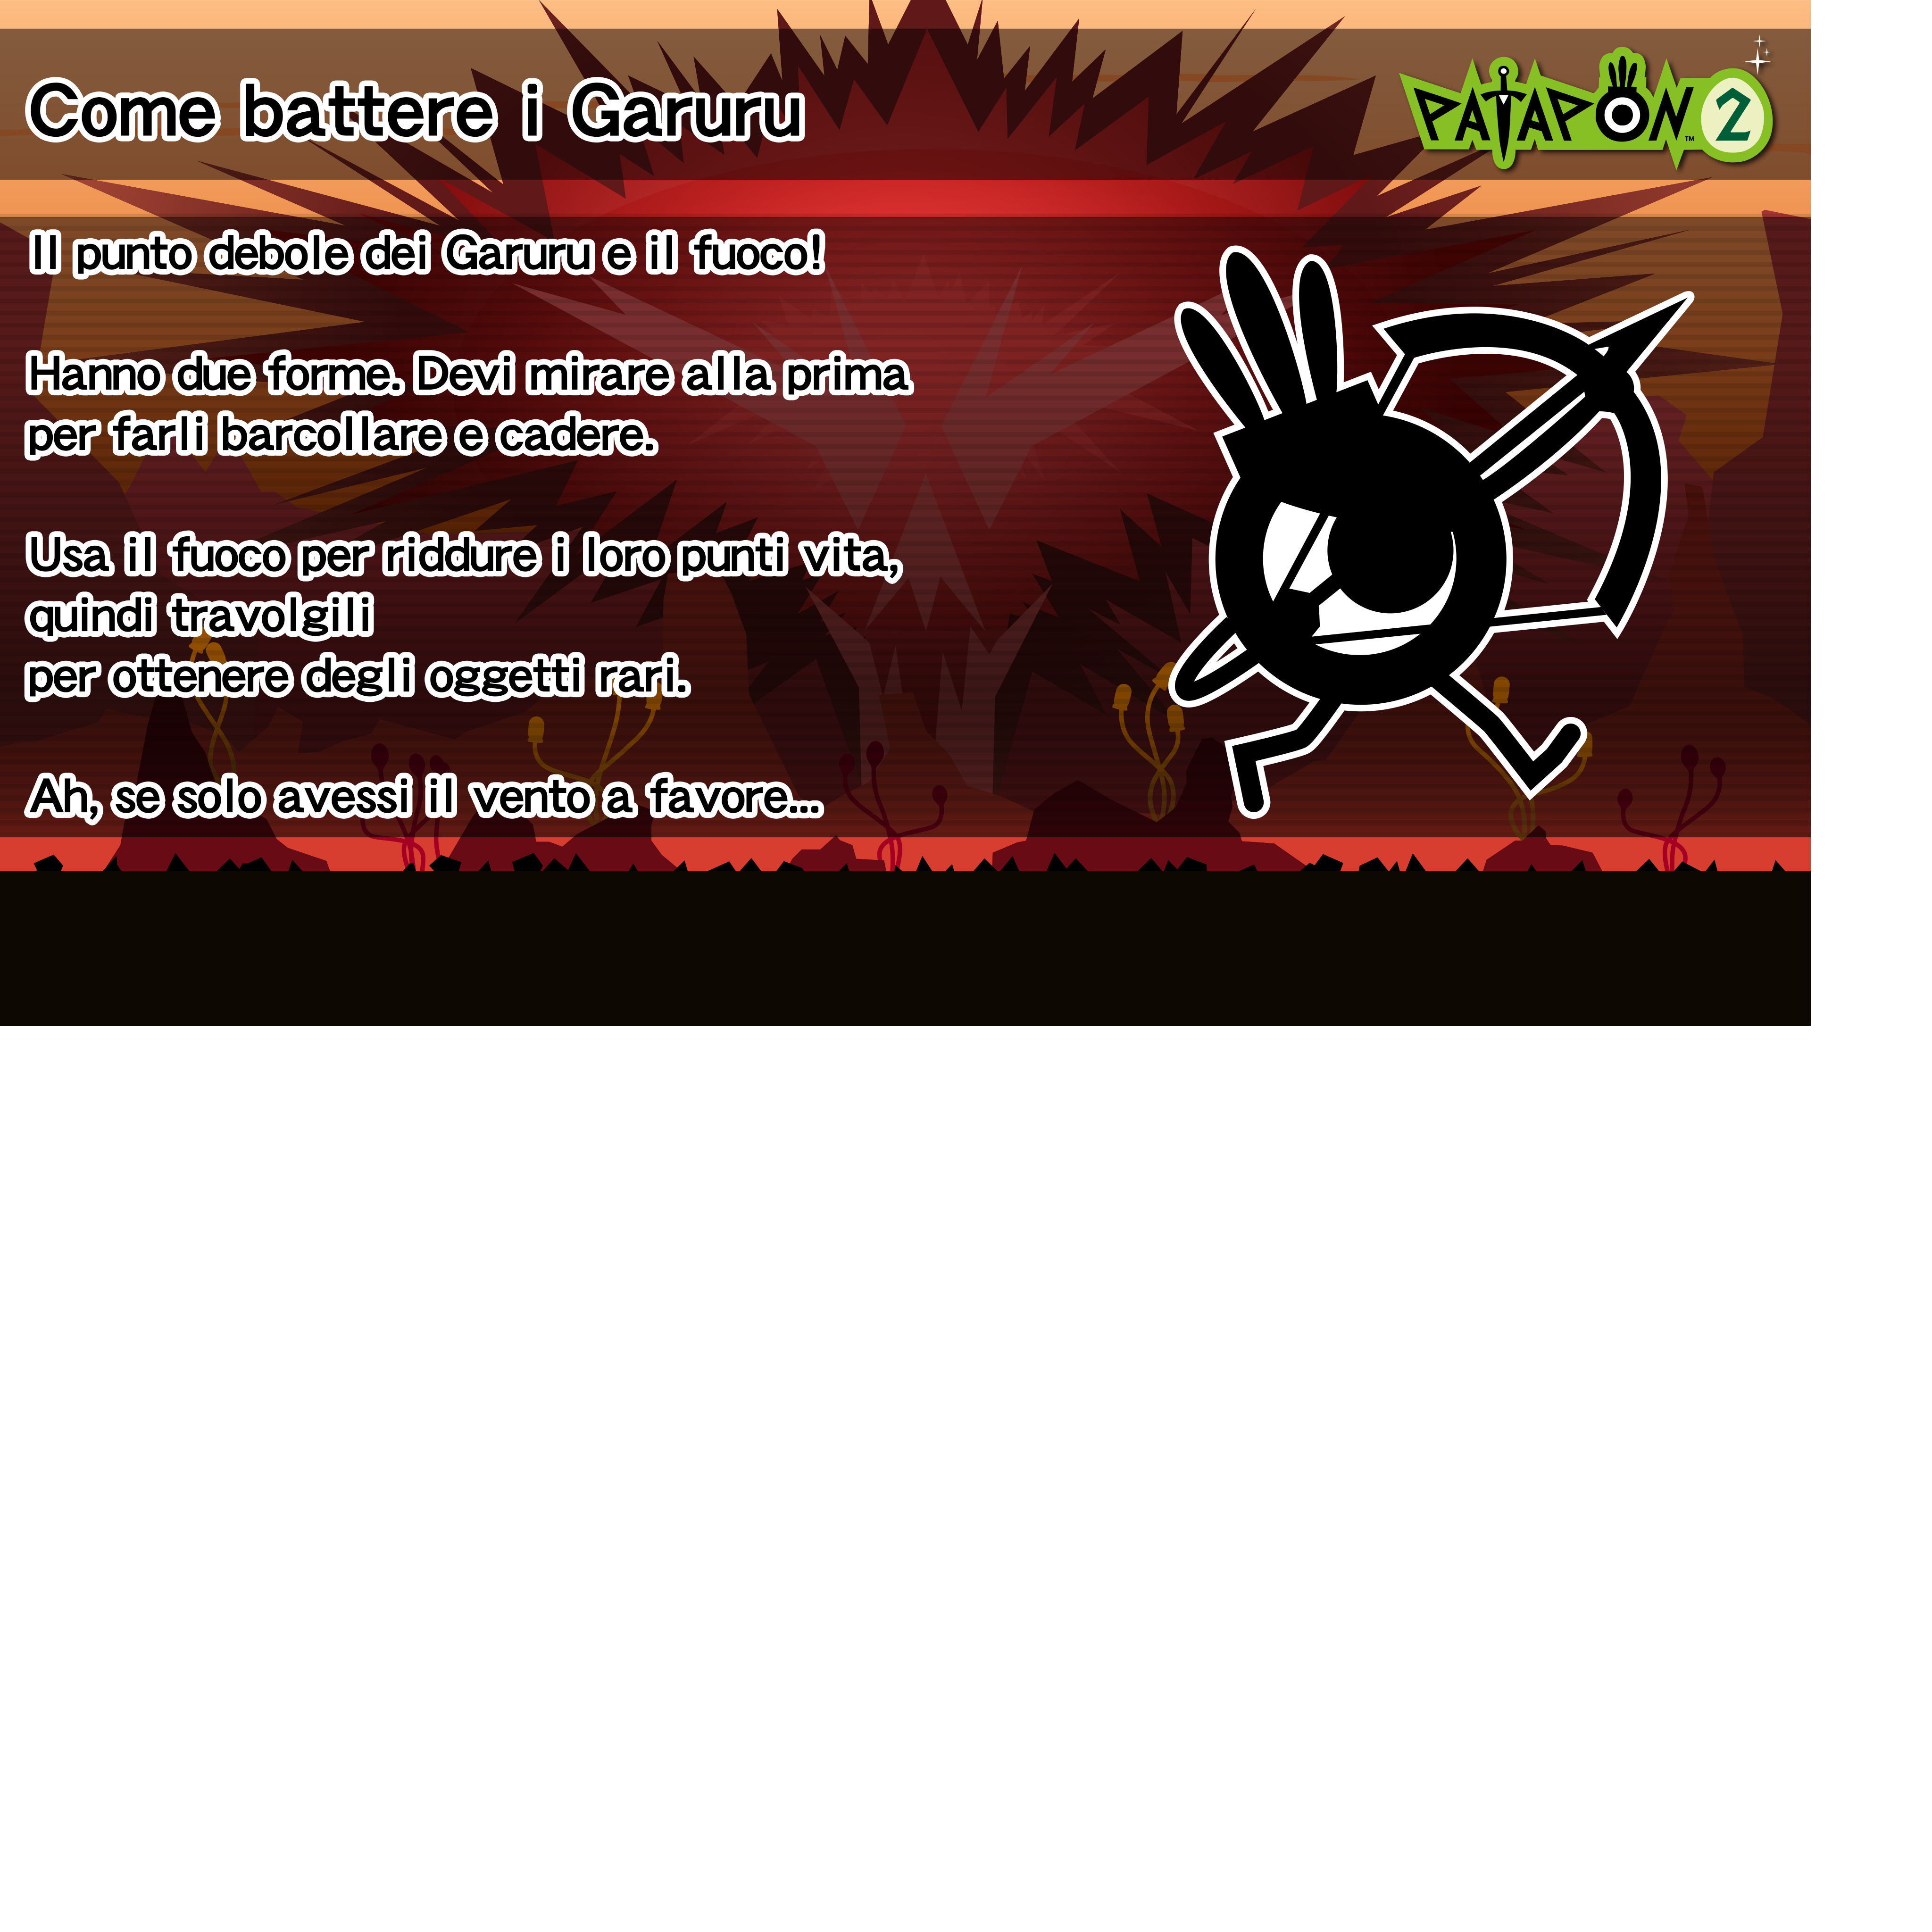 Come battere i Garuru
PATAPON™ 2
Il punto debole dei Garuru e il fuoco!
Hanno due forme. Devi mirare alla prima
per farli barcollare e cadere.
Usa il fuoco per riddure i loro punti vita,
quindi travolgili
per ottenere degli oggetti rari.
Ah, se solo avessi il vento a favore...